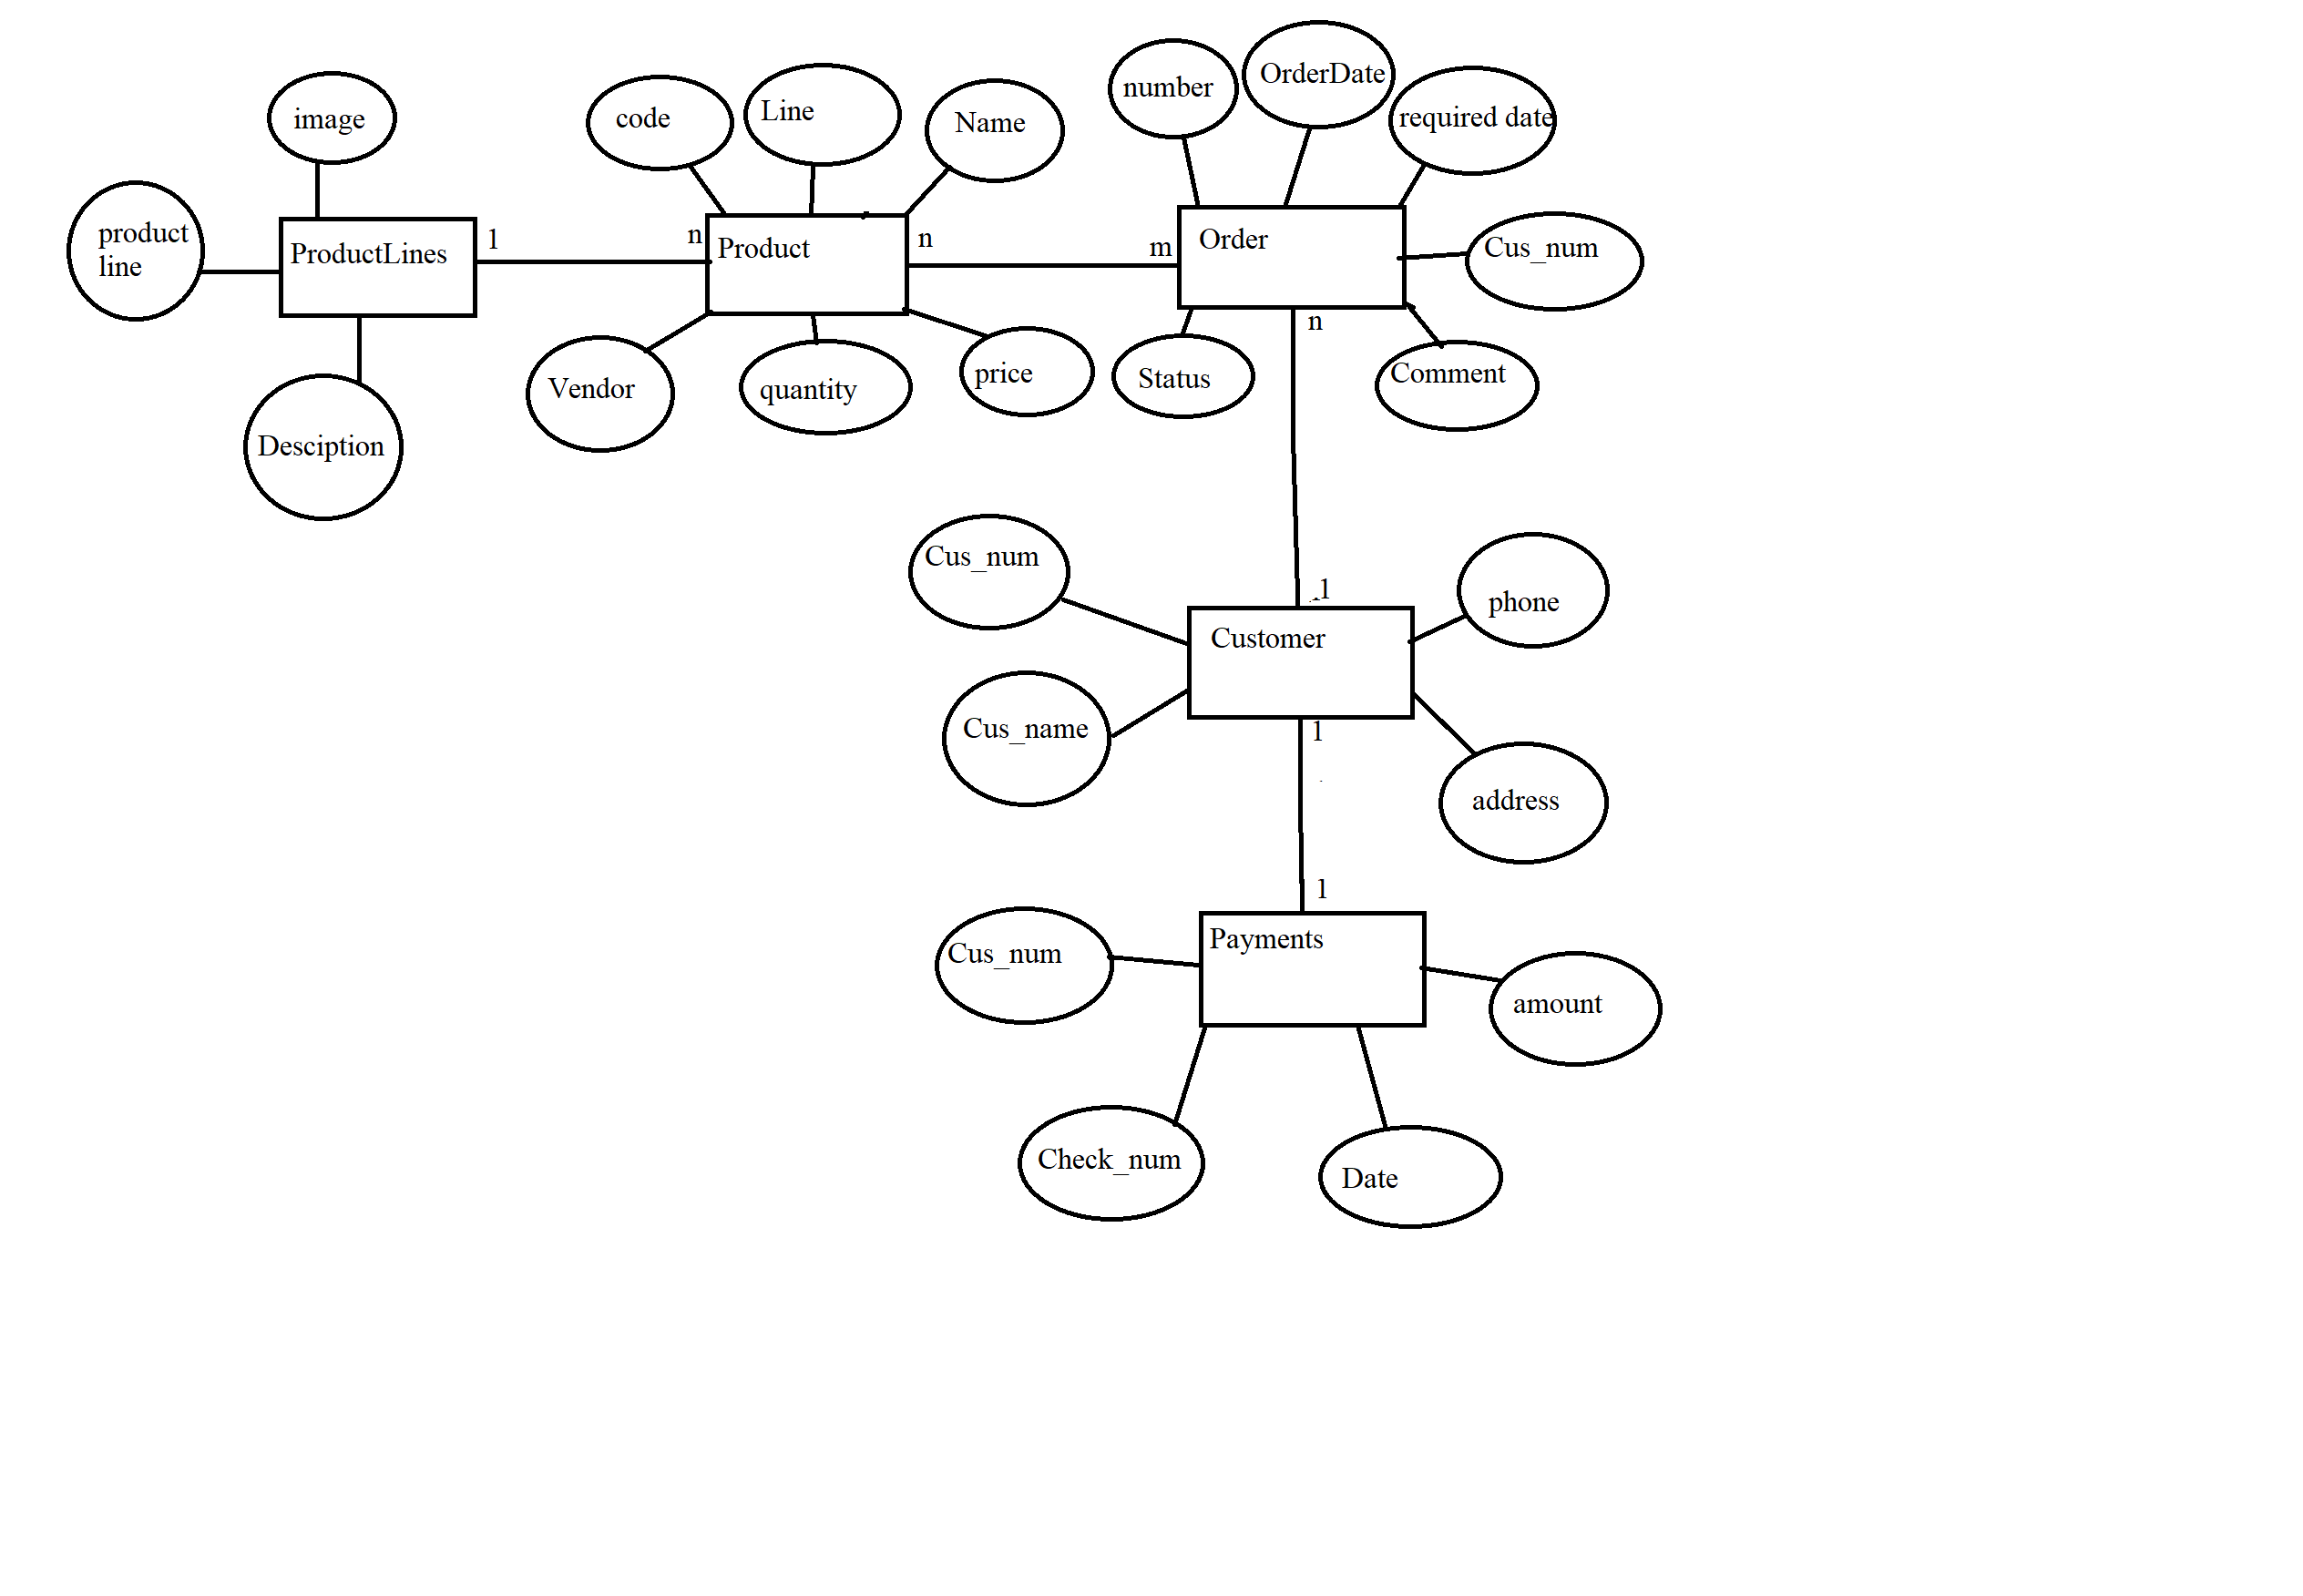 image
product
line
ProductLines
1
Desciption
code
Line
Name
n
Product
n
Vendor
quantity
price
number
OrderDate
required date
m
Order
Cus_num
n
Status
Comment
Cus_num
1
phone
Customer
Cus_name
1
address
1
Cus_num
Payments
amount
Check_num
Date